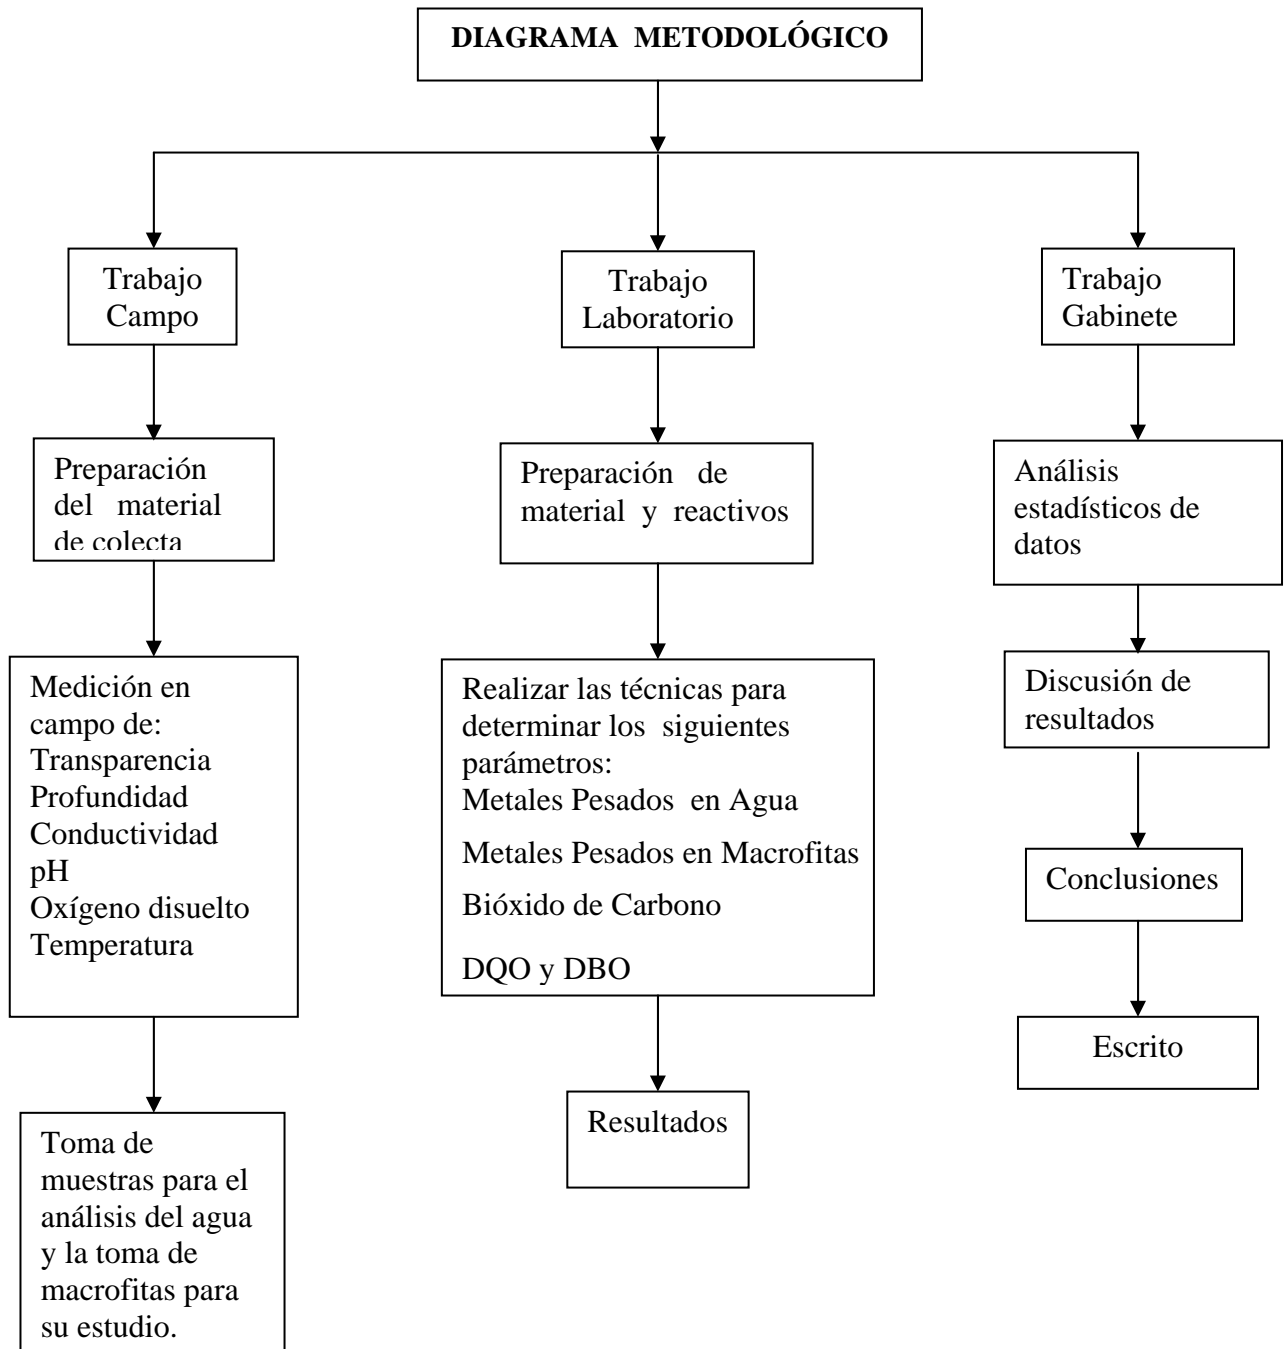 DIAGRAMA METODOLÓGICO
Trabajo
Campo
Preparación
del material
de colecta
Medición en
campo de:
Transparencia
Profundidad
Conductividad
pH
Oxígeno disuelto
Temperatura
Toma de
muestras para el
análisis del agua
y la toma de
macrofitas para
su estudio.
Trabajo
Laboratorio
Preparación de
material y reactivos
Realizar las técnicas para
determinar los siguientes
parámetros:
Metales Pesados en Agua
Metales Pesados en Macrofitas
Bióxido de Carbono
DQO y DBO
Resultados
Trabajo
Gabinete
Análisis
estadísticos de
datos
Discusión de
resultados
Conclusiones
Escrito